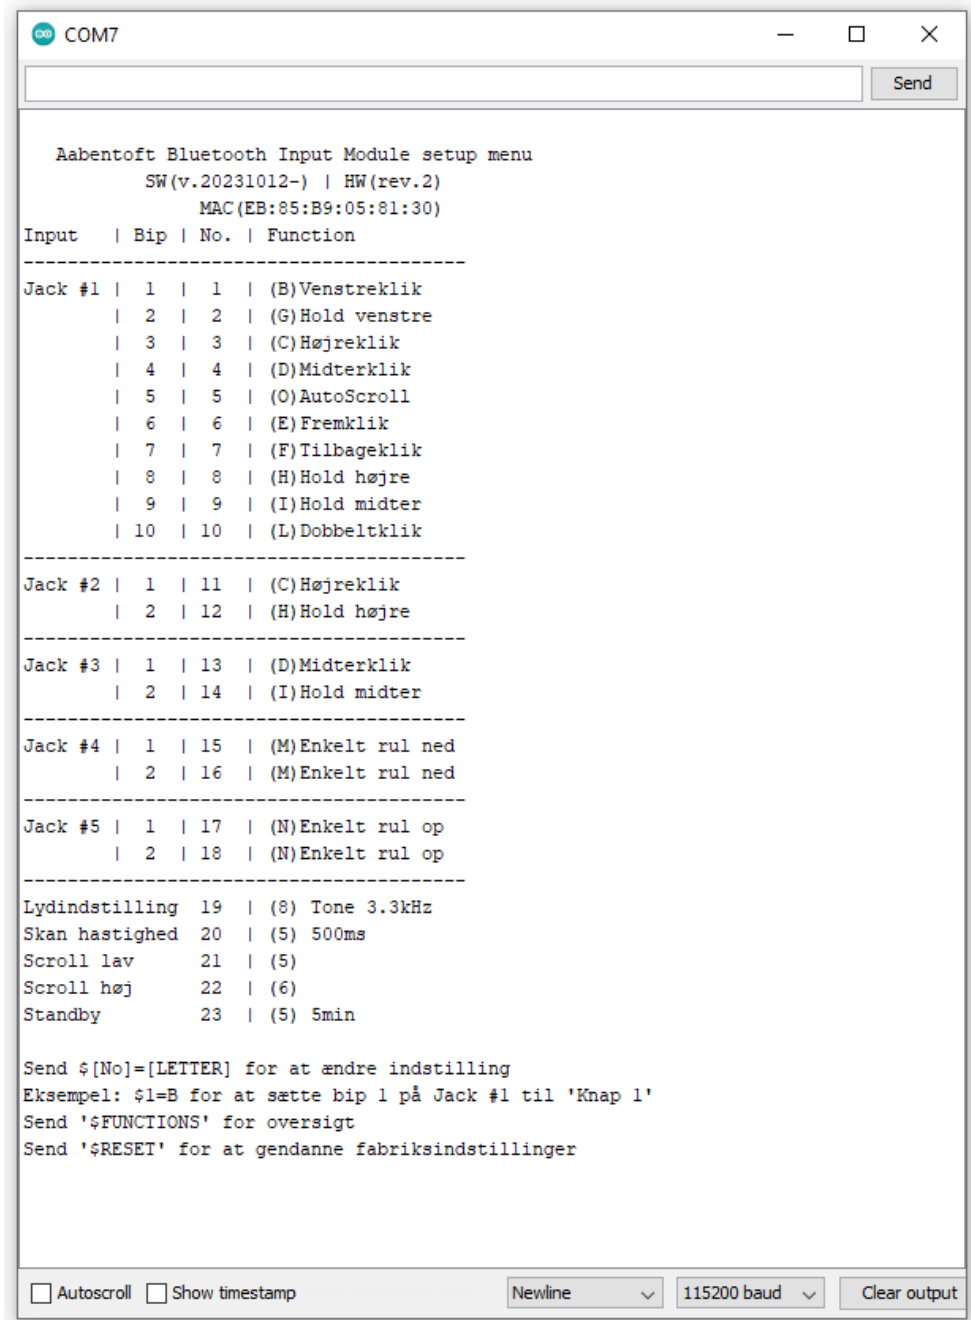 COM7
Send
Aabentoft Bluetooth Input Module setup menu
SW(v.20231012-) | HW(rev.2)
MAC(EB:85:B9:05:81:30)
Input | Bip | No. | Function
-----------------------------------------
Jack #1 | 1 | 1 | (B)Venstreklik
| 2 | 2 | (G)Hold venstre
| 3 | 3 | (C)Højreklik
| 4 | 4 | (D)Midterklik
| 5 | 5 | (O)AutoScroll
| 6 | 6 | (E)Fremklik
| 7 | 7 | (F)Tilbageklik
| 8 | 8 | (H)Hold højre
| 9 | 9 | (I)Hold midter
| 10 | 10 | (L)Dobbeltklik
-----------------------------------------
Jack #2 | 1 | 11 | (C)Højreklik
| 2 | 12 | (H)Hold højre
-----------------------------------------
Jack #3 | 1 | 13 | (D)Midterklik
| 2 | 14 | (I)Hold midter
-----------------------------------------
Jack #4 | 1 | 15 | (M)Enkelt rul ned
| 2 | 16 | (M)Enkelt rul ned
-----------------------------------------
Jack #5 | 1 | 17 | (N)Enkelt rul op
| 2 | 18 | (N)Enkelt rul op
-----------------------------------------
Lydindstilling 19 | (8) Tone 3.3kHz
Skan hastighed 20 | (5) 500ms
Scroll lav 21 | (5)
Scroll høj 22 | (6)
Standby 23 | (5) 5min
Send $[No]=[LETTER] for at ændre indstilling
Eksempel: $1=B for at sætte bip 1 på Jack #1 til 'Knap 1'
Send '$FUNCTIONS' for oversigt
Send '$RESET' for at gendanne fabriksindstillinger
Autoscroll Show timestamp Newline 115200 baud Clear output